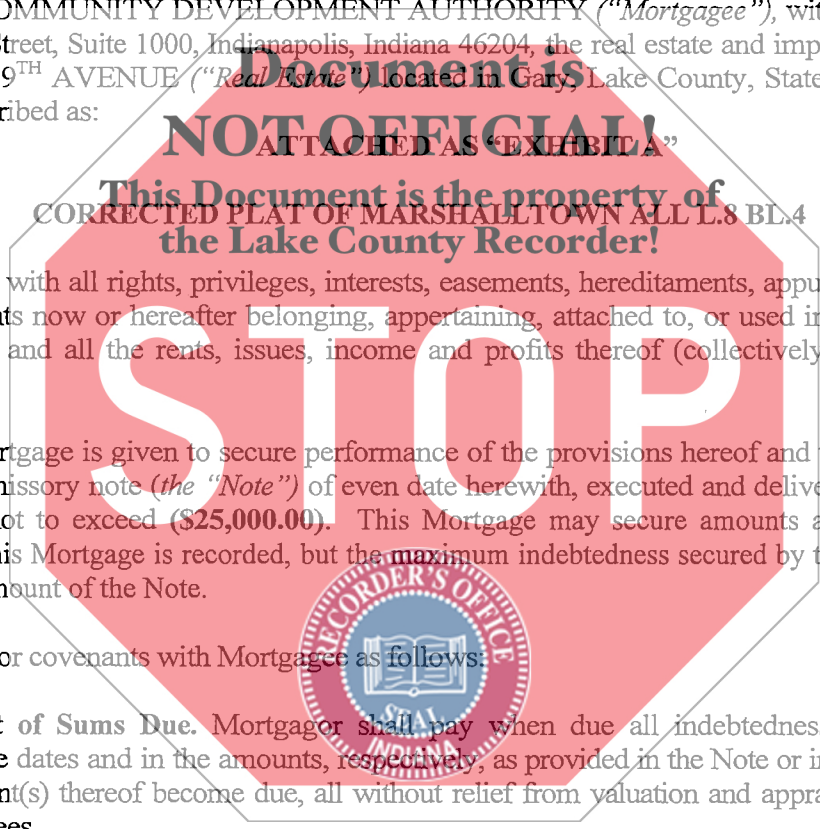 OMMUNITY DEVELOPMENT AUTHORITY (“Mortgagee”), wit
Street, Suite 1000, Indianapolis, Indiana 46204, the real estate and imp
9TH AVENUE (“Real Estate”) located in Gary, Lake County, State
ribed as:
Document is
NOT OFFICIAL!
ATTACHED AS “EXHIBIT A”
This Document is the property of
CORRECTED PLAT OF MARSHALLTOWN ALL L.8 BL.4
the Lake County Recorder!
with all rights, privileges, interests, easements, hereditaments, appu
ts now or hereafter belonging, appertaining, attached to, or used in
and all the rents, issues, income and profits thereof (collectively
STOP
rtgage is given to secure performance of the provisions hereof and
issory note (the “Note”) of even date herewith, executed and delive
ot to exceed ($25,000.00). This Mortgage may secure amounts a
is Mortgage is recorded, but the maximum indebtedness secured by t
mount of the Note.
RECORDER'S OFFICE
SEAL
INDIANA
or covenants with Mortgagee as follows:
t of Sums Due. Mortgagor shall pay when due all indebtednes
e dates and in the amounts, respectively, as provided in the Note or in
nt(s) thereof become due, all without relief from valuation and appra
ees